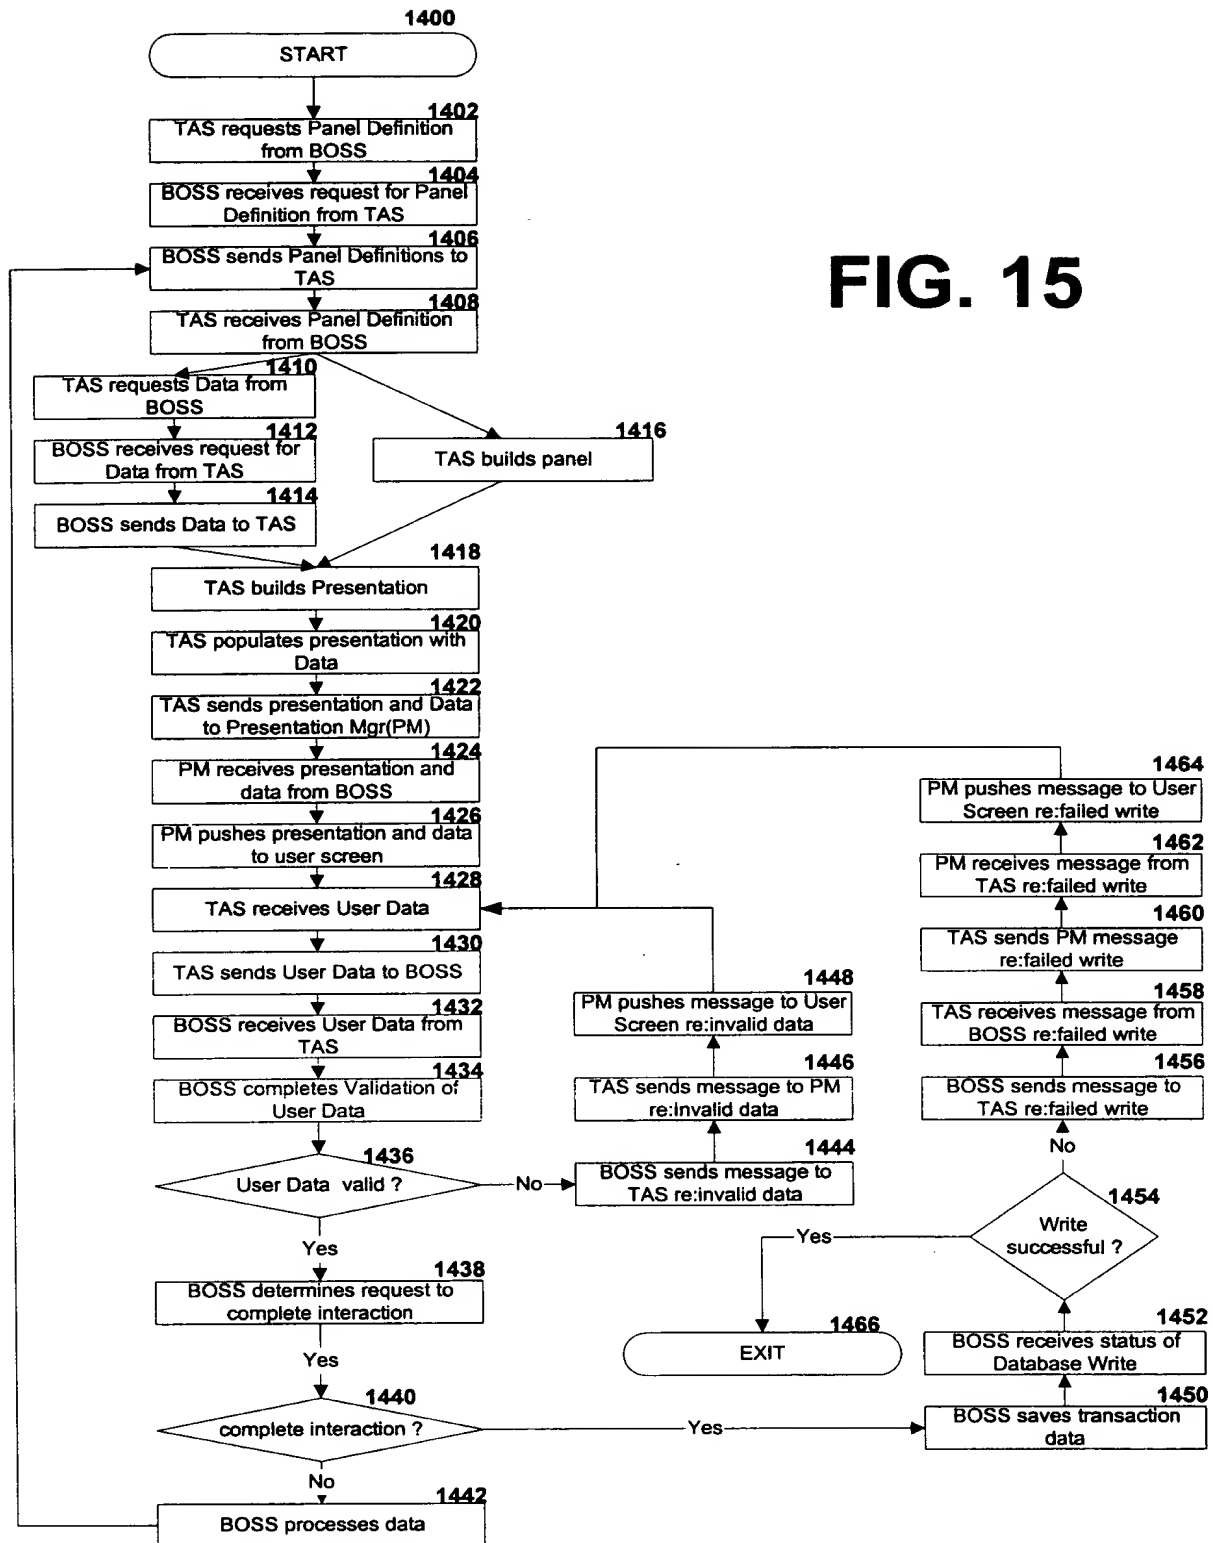 1400
START
1402
TAS requests Panel Definition
from BOSS
1404
BOSS receives request for Panel
Definition from TAS
1406
BOSS sends Panel Definitions to
TAS
1408
TAS receives Panel Definition
from BOSS
FIG. 15
1410
TAS requests Data from
BOSS
1412
BOSS receives request for
Data from TAS
1414
BOSS sends Data to TAS
1416
TAS builds panel
1418
TAS builds Presentation
1420
TAS populates presentation with
Data
1422
TAS sends presentation and Data
to Presentation Mgr(PM)
1424
PM receives presentation and
data from BOSS
1426
PM pushes presentation and data
to user screen
1428
TAS receives User Data
1430
TAS sends User Data to BOSS
1432
BOSS receives User Data from
TAS
1434
BOSS completes Validation of
User Data
1436
User Data valid ?
No
1444
BOSS sends message to
TAS re:invalid data
1446
TAS sends message to PM
re:Invalid data
1448
PM pushes message to User
Screen re:invalid data
Yes
1438
BOSS determines request to
complete interaction
Yes
1440
complete interaction ?
Yes
No
1442
BOSS processes data
1450
BOSS saves transaction
data
1452
BOSS receives status of
Database Write
1454
Write
successful ?
Yes
1466
EXIT
No
1456
BOSS sends message to
TAS re:failed write
1458
TAS receives message from
BOSS re:failed write
1460
TAS sends PM message
re:failed write
1462
PM receives message from
TAS re:failed write
1464
PM pushes message to User
Screen re:failed write